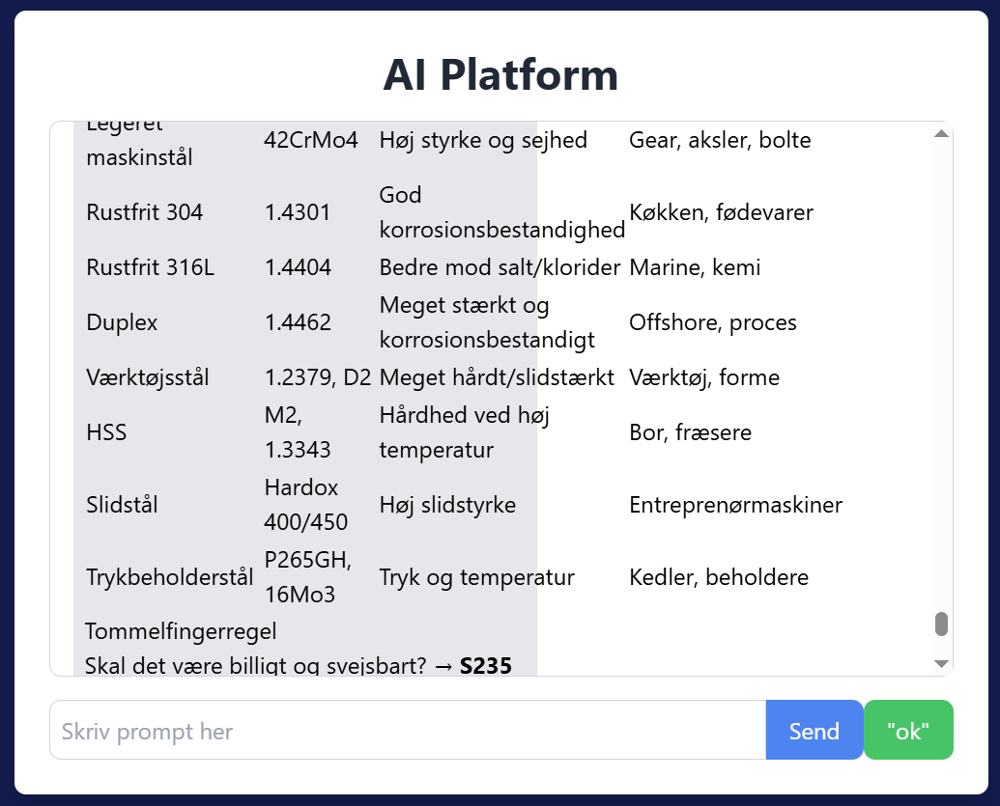 AI Platform
Legeret
maskinstål
42CrMo4
Høj styrke og sejhed
Gear, aksler, bolte
Rustfrit 304
1.4301
God
korrosionsbestandighed
Køkken, fødevarer
Rustfrit 316L
1.4404
Bedre mod salt/klorider
Marine, kemi
Duplex
1.4462
Meget stærkt og
korrosionsbestandigt
Offshore, proces
Værktøjsstål
1.2379, D2
Meget hårdt/slidstærkt
Værktøj, forme
HSS
M2,
1.3343
Hårdhed ved høj
temperatur
Bor, fræsere
Slidstål
Hardox
400/450
Høj slidstyrke
Entreprenørmaskiner
Trykbeholderstål
P265GH,
16Mo3
Tryk og temperatur
Kedler, beholdere
Tommelfingerregel
Skal det være billigt og svejsbart? → S235
Skriv prompt her
Send
"ok"